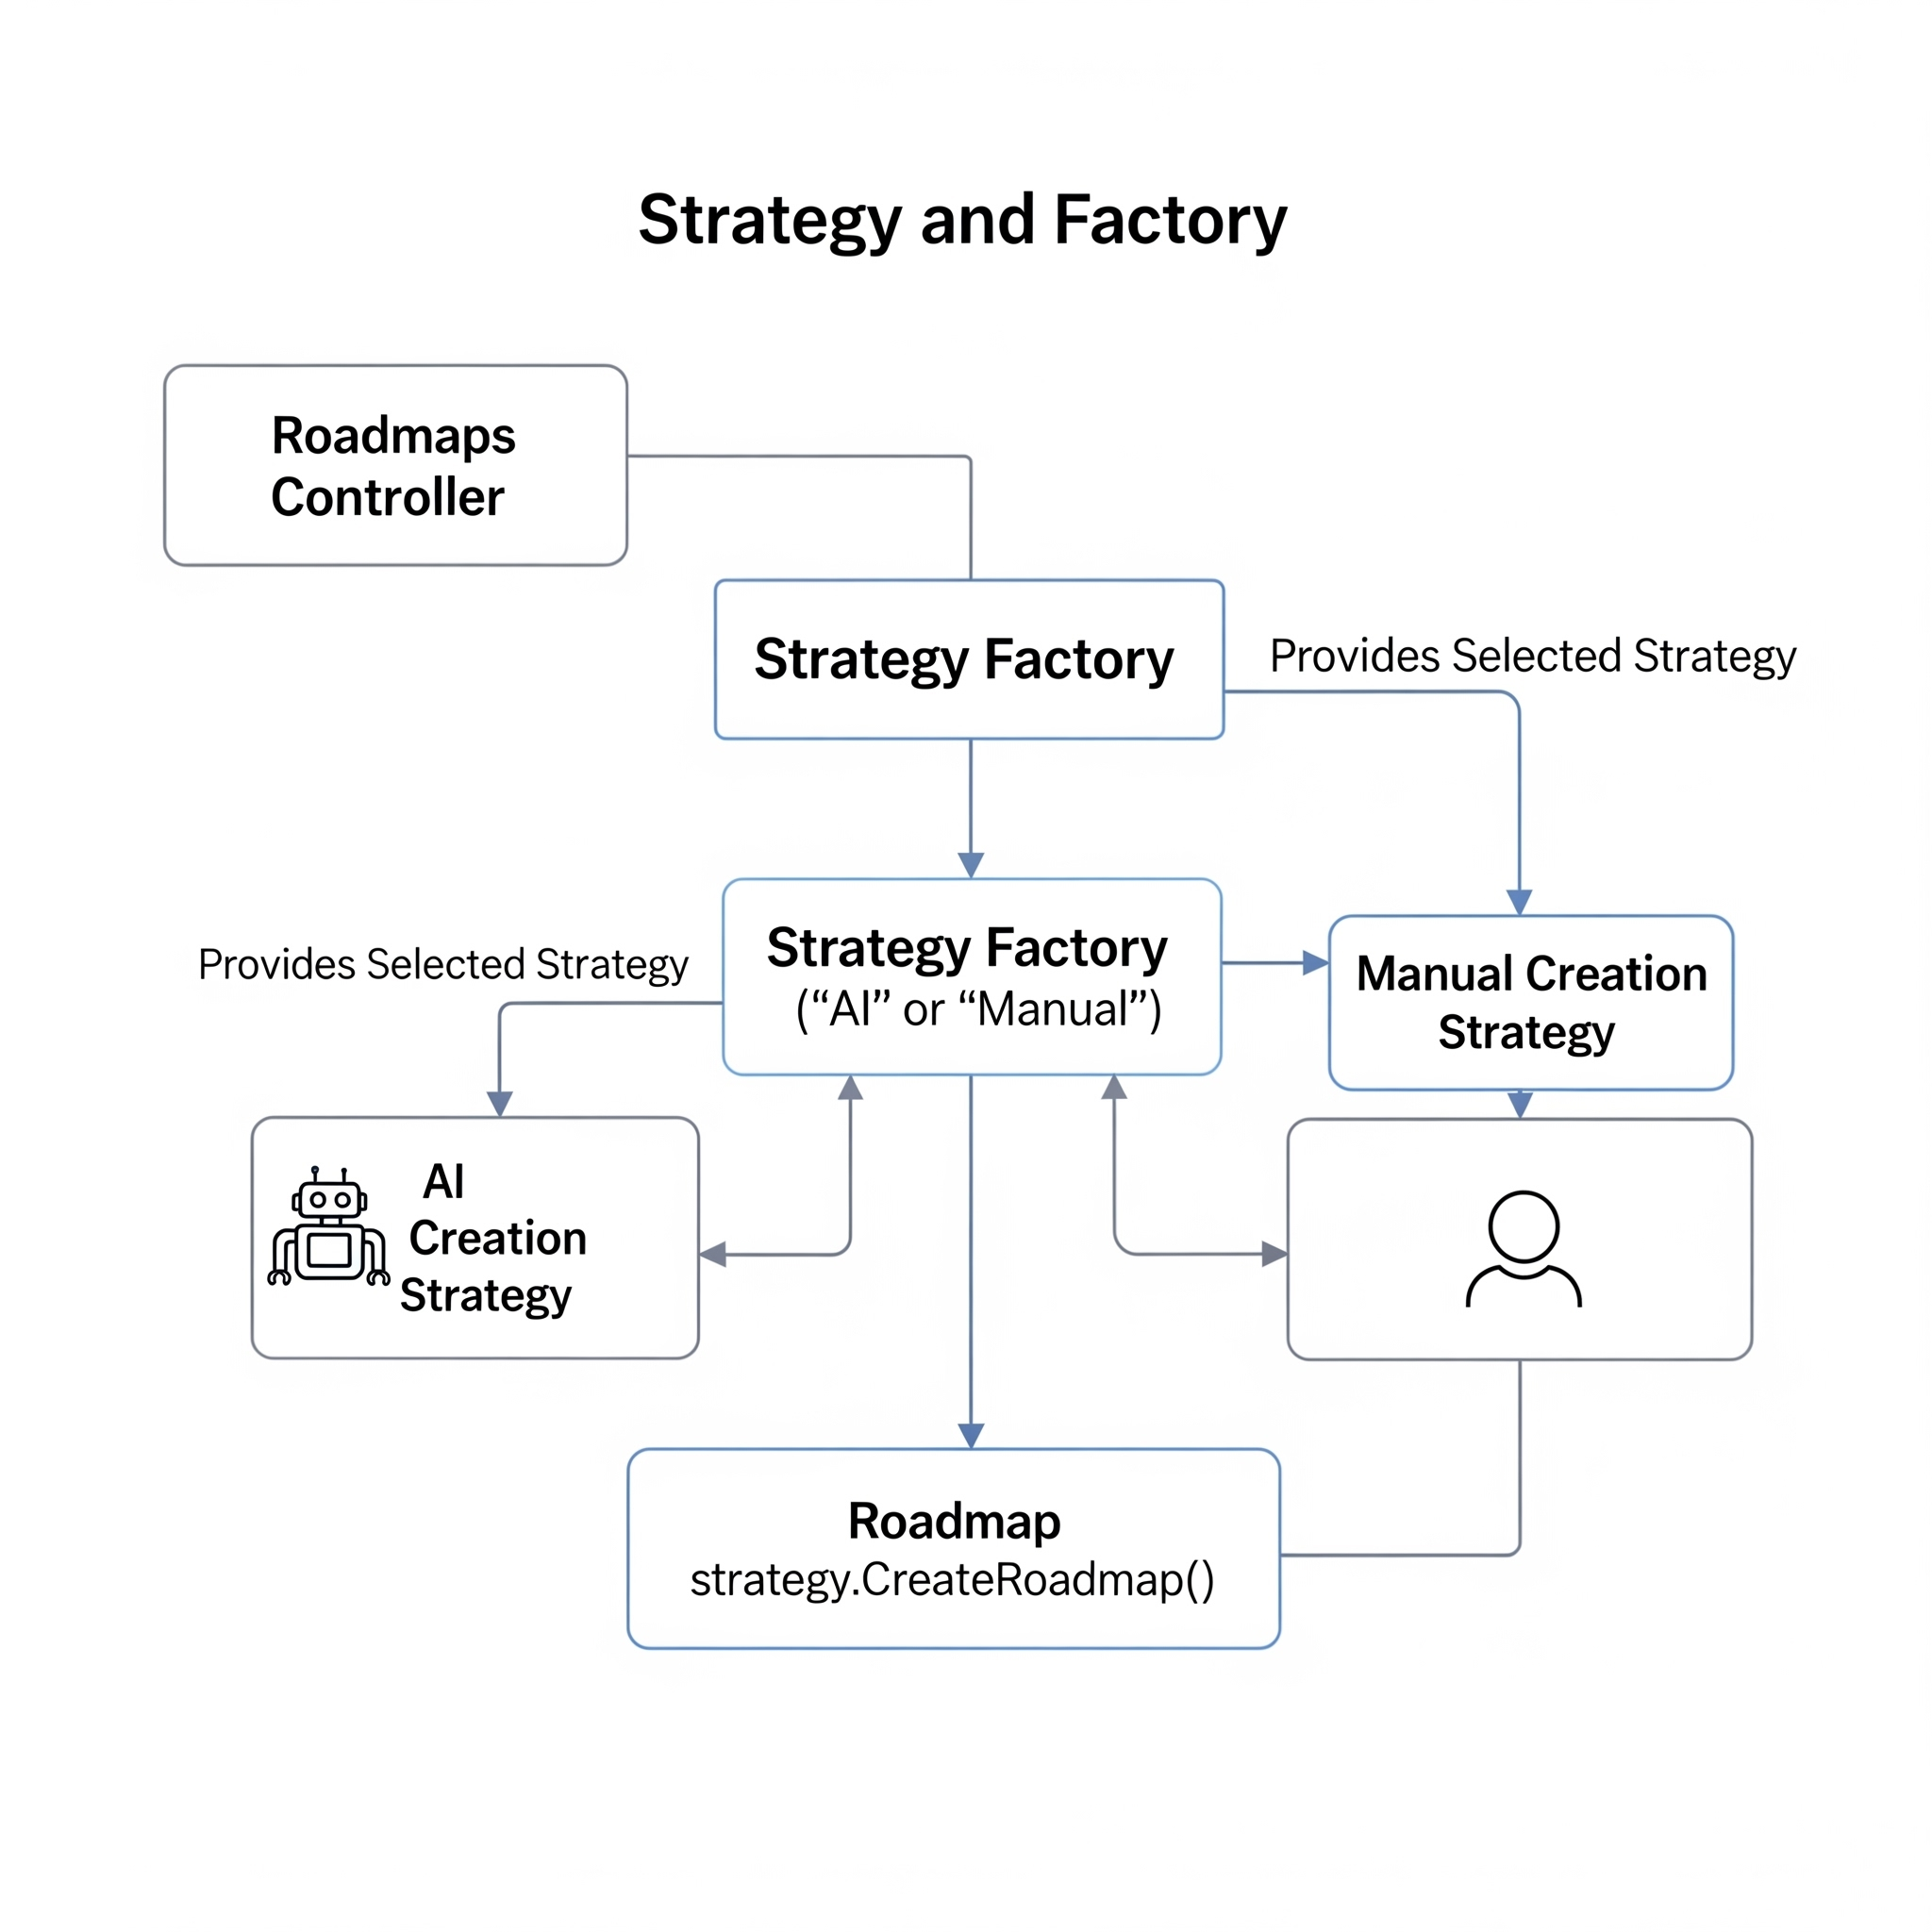 Strategy and Factory
Roadmaps
Controller
Strategy Factory
Provides Selected Strategy
Strategy Factory
(“AI” or “Manual”)
Provides Selected Strategy
Manual Creation
Strategy
AI
Creation
Strategy
Roadmap
strategy.CreateRoadmap()